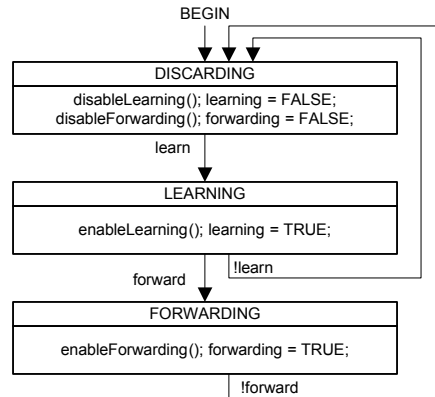 BEGIN
DISCARDING
disableLearning(); learning = FALSE;
disableForwarding(); forwarding = FALSE;
learn
LEARNING
enableLearning(); learning = TRUE;
!learn
forward
FORWARDING
enableForwarding(); forwarding = TRUE;
!forward